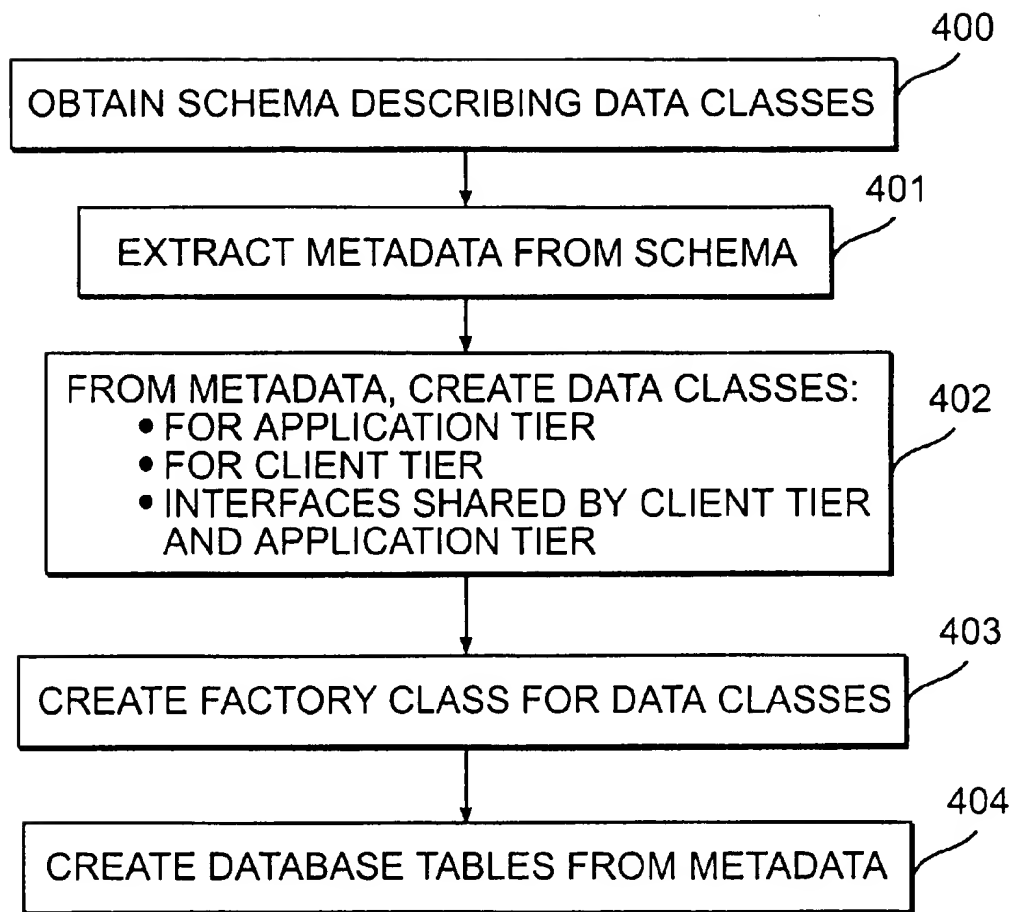 400
OBTAIN SCHEMA DESCRIBING DATA CLASSES
401
EXTRACT METADATA FROM SCHEMA
402
FROM METADATA, CREATE DATA CLASSES:
• FOR APPLICATION TIER
• FOR CLIENT TIER
• INTERFACES SHARED BY CLIENT TIER
AND APPLICATION TIER
403
CREATE FACTORY CLASS FOR DATA CLASSES
404
CREATE DATABASE TABLES FROM METADATA